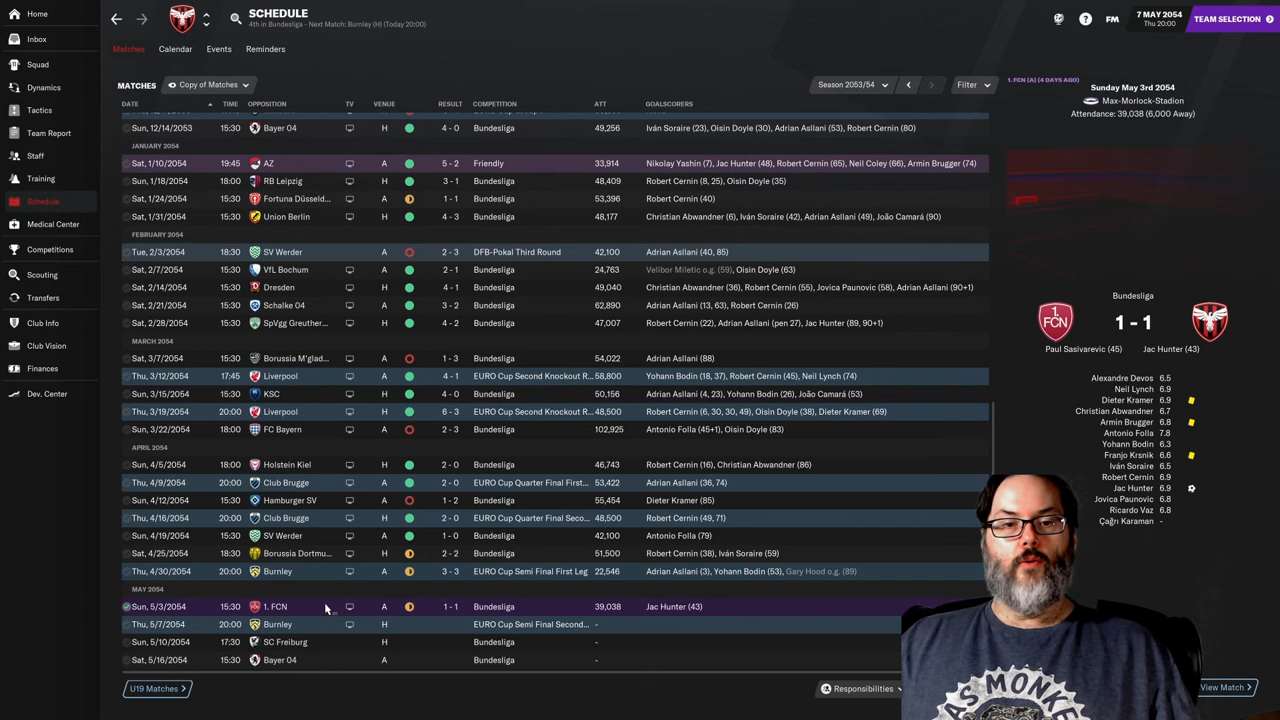 Home
Inbox
Squad
Dynamics
Tactics
Team Report
Staff
Training
Schedule
Medical Center
Competitions
Scouting
Transfers
Club Info
Club Vision
Finances
Dev. Center
SCHEDULE
4th in Bundesliga - Next Match: Burnley (H) (Today 20:00)
FM
7 MAY 2054
Thu 20:00
TEAM SELECTION
Matches Calendar Events Reminders
MATCHES Copy of Matches Season 2053/54 Filter
DATE TIME OPPOSITION TV VENUE RESULT COMPETITION ATT GOALSCORERS
Sun, 12/14/2053 15:30 Bayer 04 H 4 - 0 Bundesliga 49,256 Iván Soraire (23), Oisin Doyle (30), Adrian Asllani (53), Robert Cernin (80)
JANUARY 2054
Sat, 1/10/2054 19:45 AZ A 5 - 2 Friendly 33,914 Nikolay Yashin (7), Jac Hunter (48), Robert Cernin (65), Neil Coley (66), Armin Brugger (74)
Sun, 1/18/2054 18:00 RB Leipzig H 3 - 1 Bundesliga 48,409 Robert Cernin (8, 25), Oisin Doyle (35)
Sat, 1/24/2054 15:30 Fortuna Düsseld... A 1 - 1 Bundesliga 53,396 Robert Cernin (40)
Sat, 1/31/2054 15:30 Union Berlin H 4 - 3 Bundesliga 48,177 Christian Abwandner (6), Iván Soraire (42), Adrian Asllani (49), João Camará (90)
FEBRUARY 2054
Tue, 2/3/2054 18:30 SV Werder A 2 - 3 DFB-Pokal Third Round 42,100 Adrian Asllani (40, 85)
Sat, 2/7/2054 15:30 VfL Bochum A 2 - 1 Bundesliga 24,763 Velibor Miletic o.g. (59), Oisin Doyle (63)
Sat, 2/14/2054 15:30 Dresden H 4 - 1 Bundesliga 49,040 Christian Abwandner (36), Robert Cernin (55), Jovica Paunovic (58), Adrian Asllani (90+1)
Sat, 2/21/2054 15:30 Schalke 04 A 3 - 2 Bundesliga 62,890 Adrian Asllani (13, 63), Robert Cernin (26)
Sat, 2/28/2054 15:30 SpVgg Greuther... H 4 - 2 Bundesliga 47,007 Robert Cernin (22), Adrian Asllani (pen 27), Jac Hunter (89, 90+1)
MARCH 2054
Sat, 3/7/2054 15:30 Borussia M'glad... A 1 - 3 Bundesliga 54,022 Adrian Asllani (88)
Thu, 3/12/2054 17:45 Liverpool A 4 - 1 EURO Cup Second Knockout R... 58,800 Yohann Bodin (18, 37), Robert Cernin (45), Neil Lynch (74)
Sun, 3/15/2054 15:30 KSC H 4 - 0 Bundesliga 50,156 Adrian Asllani (4, 23), Yohann Bodin (26), João Camará (53)
Thu, 3/19/2054 20:00 Liverpool H 6 - 3 EURO Cup Second Knockout R... 48,500 Robert Cernin (6, 30, 30, 49), Oisin Doyle (38), Dieter Kramer (69)
Sun, 3/22/2054 18:00 FC Bayern A 2 - 3 Bundesliga 102,925 Antonio Folla (45+1), Oisin Doyle (83)
APRIL 2054
Sun, 4/5/2054 18:00 Holstein Kiel H 2 - 0 Bundesliga 46,743 Robert Cernin (16), Christian Abwandner (86)
Thu, 4/9/2054 20:00 Club Brugge A 2 - 0 EURO Cup Quarter Final First... 53,422 Robert Cernin (36, 74)
Sun, 4/12/2054 15:30 Hamburger SV A 1 - 2 Bundesliga 55,454 Dieter Kramer (85)
Thu, 4/16/2054 20:00 Club Brugge H 2 - 0 EURO Cup Quarter Final Seco... 48,500 Robert Cernin (49, 71)
Sun, 4/19/2054 15:30 SV Werder A 1 - 0 Bundesliga 42,100 Antonio Folla (79)
Sat, 4/25/2054 18:30 Borussia Dortmu... H 2 - 2 Bundesliga 51,500 Robert Cernin (38), Iván Soraire (59)
Thu, 4/30/2054 20:00 Burnley A 3 - 3 EURO Cup Semi Final First Leg 22,546 Adrian Asllani (3), Yohann Bodin (53), Gary Hood o.g. (89)
MAY 2054
Sun, 5/3/2054 15:30 1. FCN A 1 - 1 Bundesliga 39,038 Jac Hunter (43)
Thu, 5/7/2054 20:00 Burnley H EURO Cup Semi Final Second... -
Sun, 5/10/2054 17:30 SC Freiburg H Bundesliga -
Sat, 5/16/2054 15:30 Bayer 04 A Bundesliga -
U19 Matches
Responsibilities
View Match
1. FCN (A) (4 DAYS AGO)
Sunday May 3rd 2054
Max-Morlock-Stadion
Attendance: 39,038 (6,000 Away)
Bundesliga
1. FCN
1 - 1
Paul Sasivarevic (45) Jac Hunter (43)
Alexandre Devos 6.5
Neil Lynch 6.9
Dieter Kramer 6.9
Christian Abwandner 6.7
Armin Brugger 6.8
Antonio Folla 7.8
Yohann Bodin 6.3
Franjo Krsnik 6.6
Iván Soraire 6.5
Robert Cernin 6.9
Jac Hunter 6.9
Jovica Paunovic 6.8
Ricardo Vaz 6.8
Çağrı Karaman -